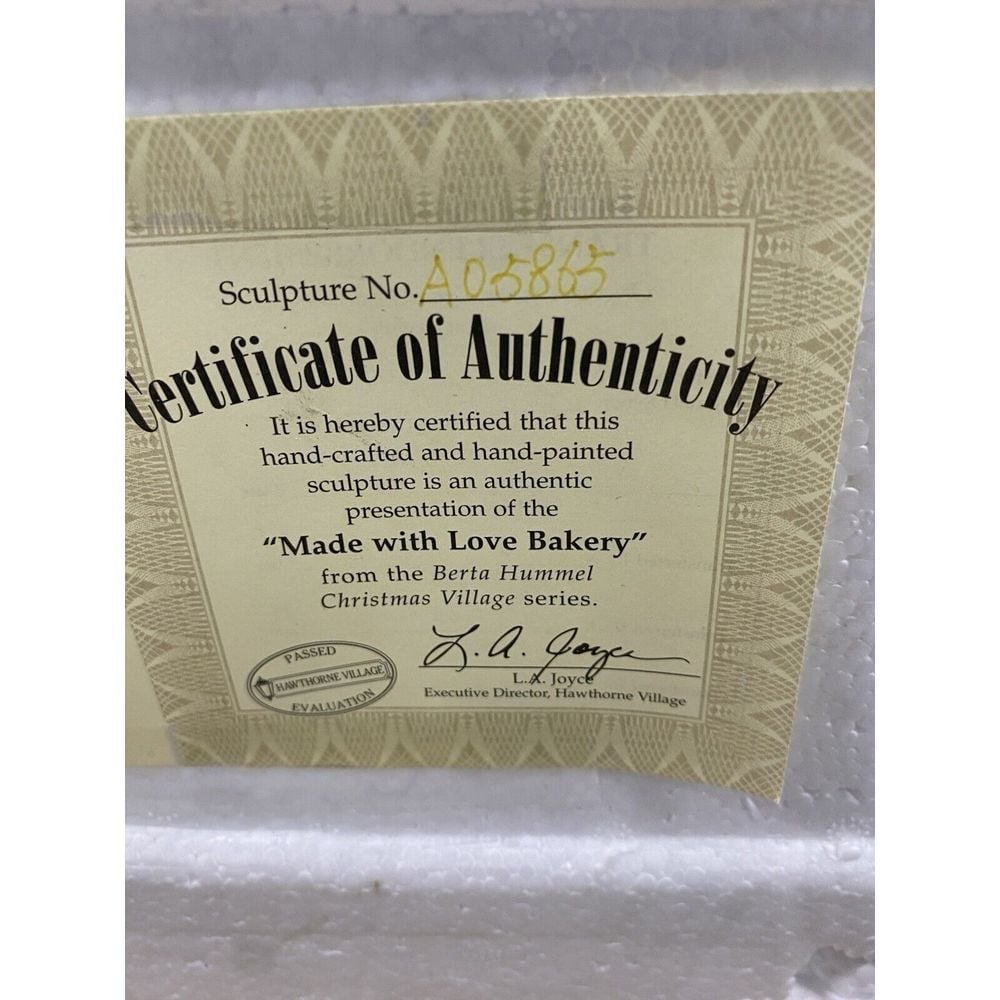 Sculpture No. A05865
Certificate of Authenticity
It is hereby certified that this
hand-crafted and hand-painted
sculpture is an authentic
presentation of the
“Made with Love Bakery”
from the Berta Hummel
Christmas Village series.
PASSED
HAWTHORNE VILLAGE
EVALUATION
L. A. Joyce
L.A. Joyce
Executive Director, Hawthorne Village